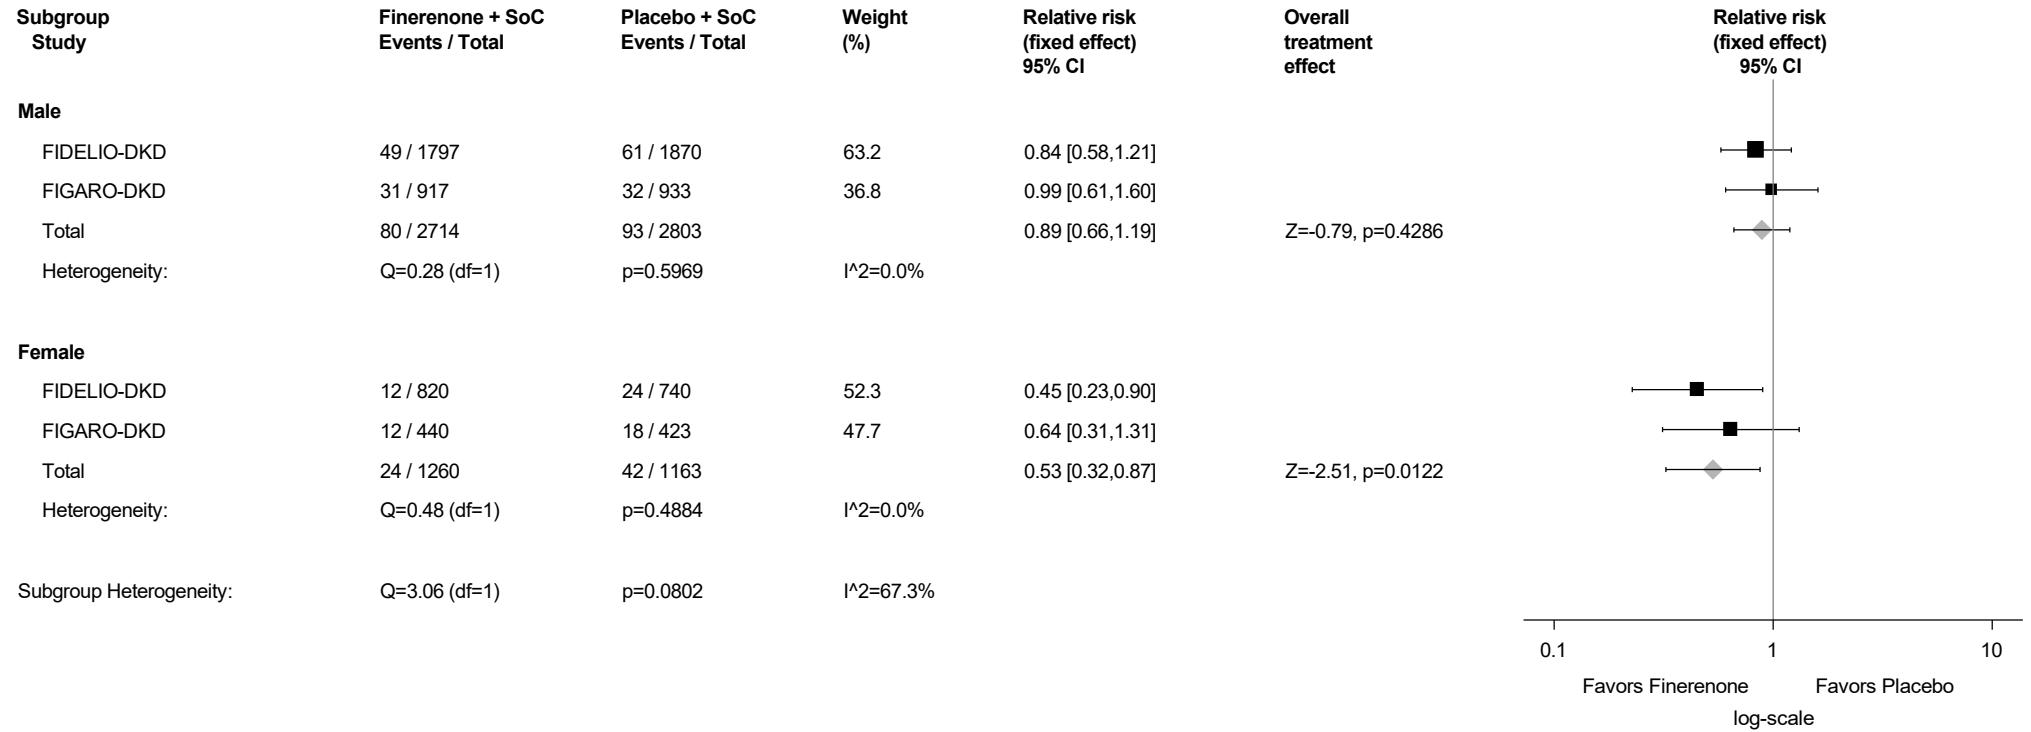 Subgroup Finerenone + SoC Placebo + SoC Weight Relative risk Overall Relative risk
Study Events / Total Events / Total (%) (fixed effect) treatment (fixed effect)
95% CI effect 95% CI
Male
FIDELIO-DKD 49 / 1797 61 / 1870 63.2 0.84 [0.58,1.21]
FIGARO-DKD 31 / 917 32 / 933 36.8 0.99 [0.61,1.60]
Total 80 / 2714 93 / 2803 0.89 [0.66,1.19] Z=-0.79, p=0.4286
Heterogeneity: Q=0.28 (df=1) p=0.5969 I^2=0.0%
Female
FIDELIO-DKD 12 / 820 24 / 740 52.3 0.45 [0.23,0.90]
FIGARO-DKD 12 / 440 18 / 423 47.7 0.64 [0.31,1.31]
Total 24 / 1260 42 / 1163 0.53 [0.32,0.87] Z=-2.51, p=0.0122
Heterogeneity: Q=0.48 (df=1) p=0.4884 I^2=0.0%
Subgroup Heterogeneity: Q=3.06 (df=1) p=0.0802 I^2=67.3%
0.1 1 10
Favors Finerenone Favors Placebo
log-scale